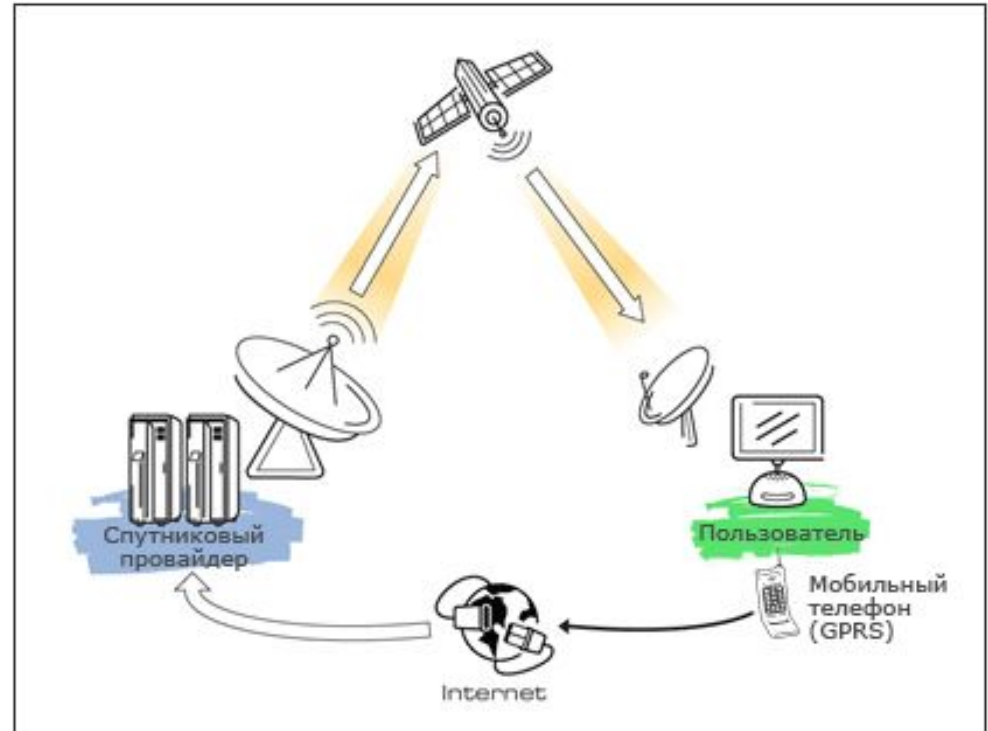 Спутниковый
провайдер
Пользователь
Мобильный
телефон
(GPRS)
Internet